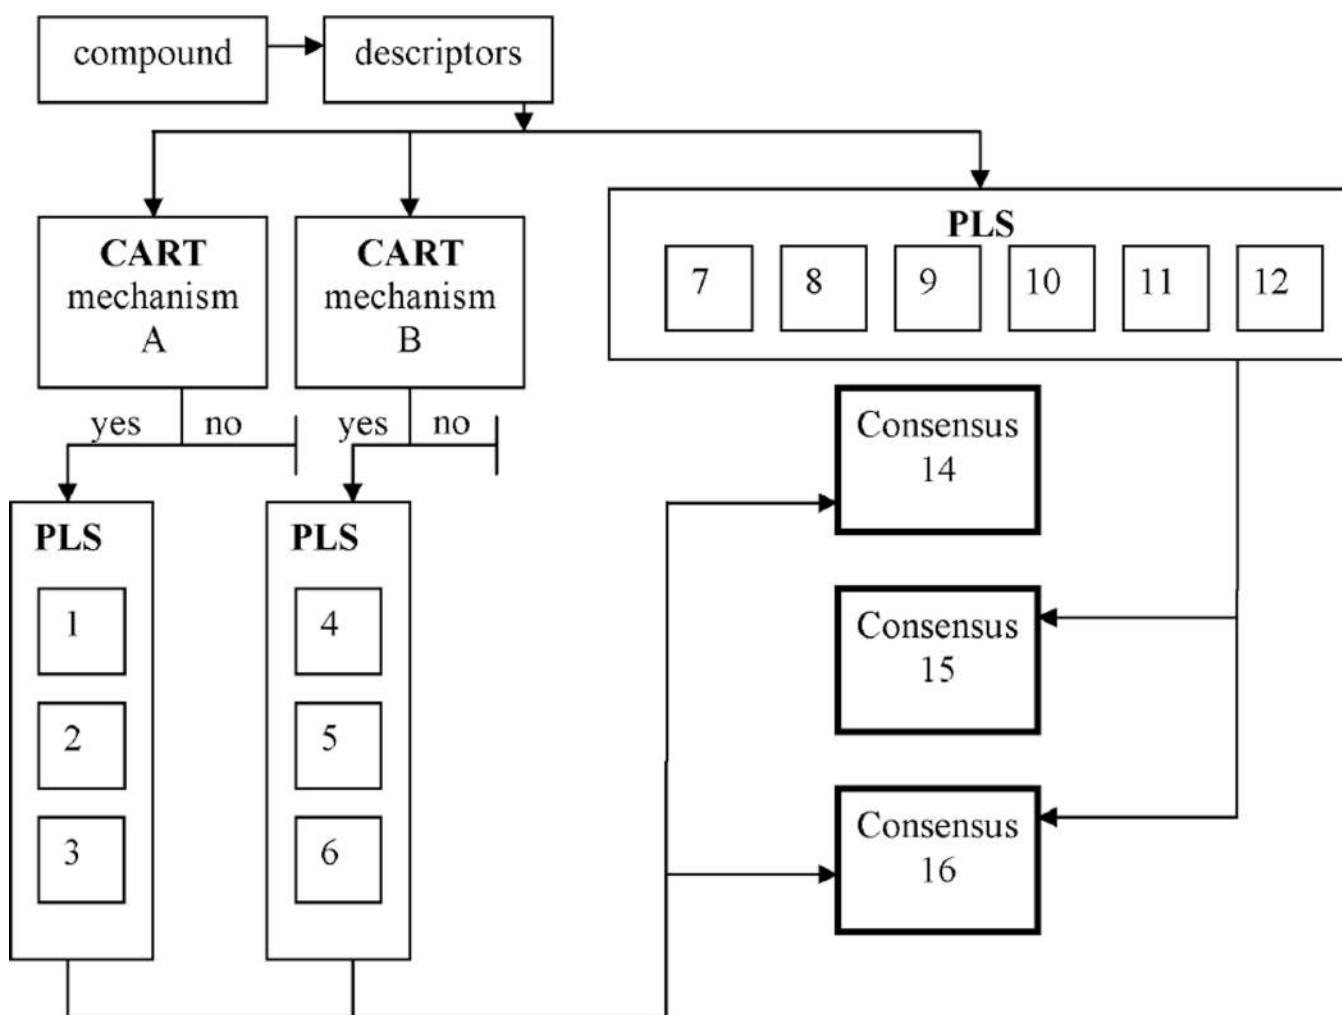 compound
descriptors
CART
mechanism
A
CART
mechanism
B
PLS
7
8
9
10
11
12
yes
no
yes
no
PLS
1
2
3
PLS
4
5
6
Consensus
14
Consensus
15
Consensus
16